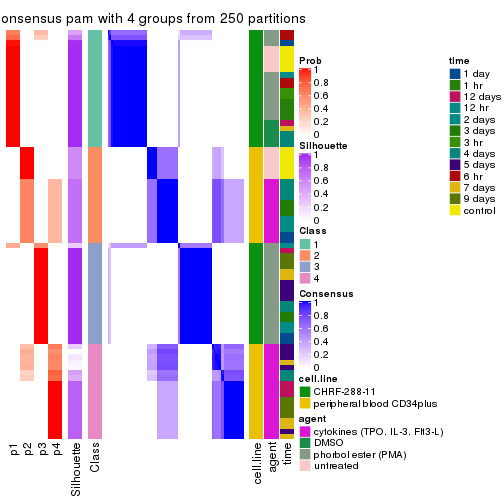 onsensus pam with 4 groups from 250 partitions
Prob
1
0.8
0.6
0.4
0.2
0
Silhouette
1
0.8
0.6
0.4
0.2
0
Class
1
2
3
4
Consensus
1
0.8
0.6
0.4
0.2
0
cell.line
CHRF-288-11
peripheral blood CD34plus
agent
cytokines (TPO. IL-3. Flt3-L)
DMSO
phorbol ester (PMA)
untreated
time
1 day
1 hr
12 days
12 hr
2 days
3 days
3 hr
4 days
5 days
6 hr
7 days
9 days
control
p1
p2
p3
p4
Silhouette
Class
cell.line
agent
time